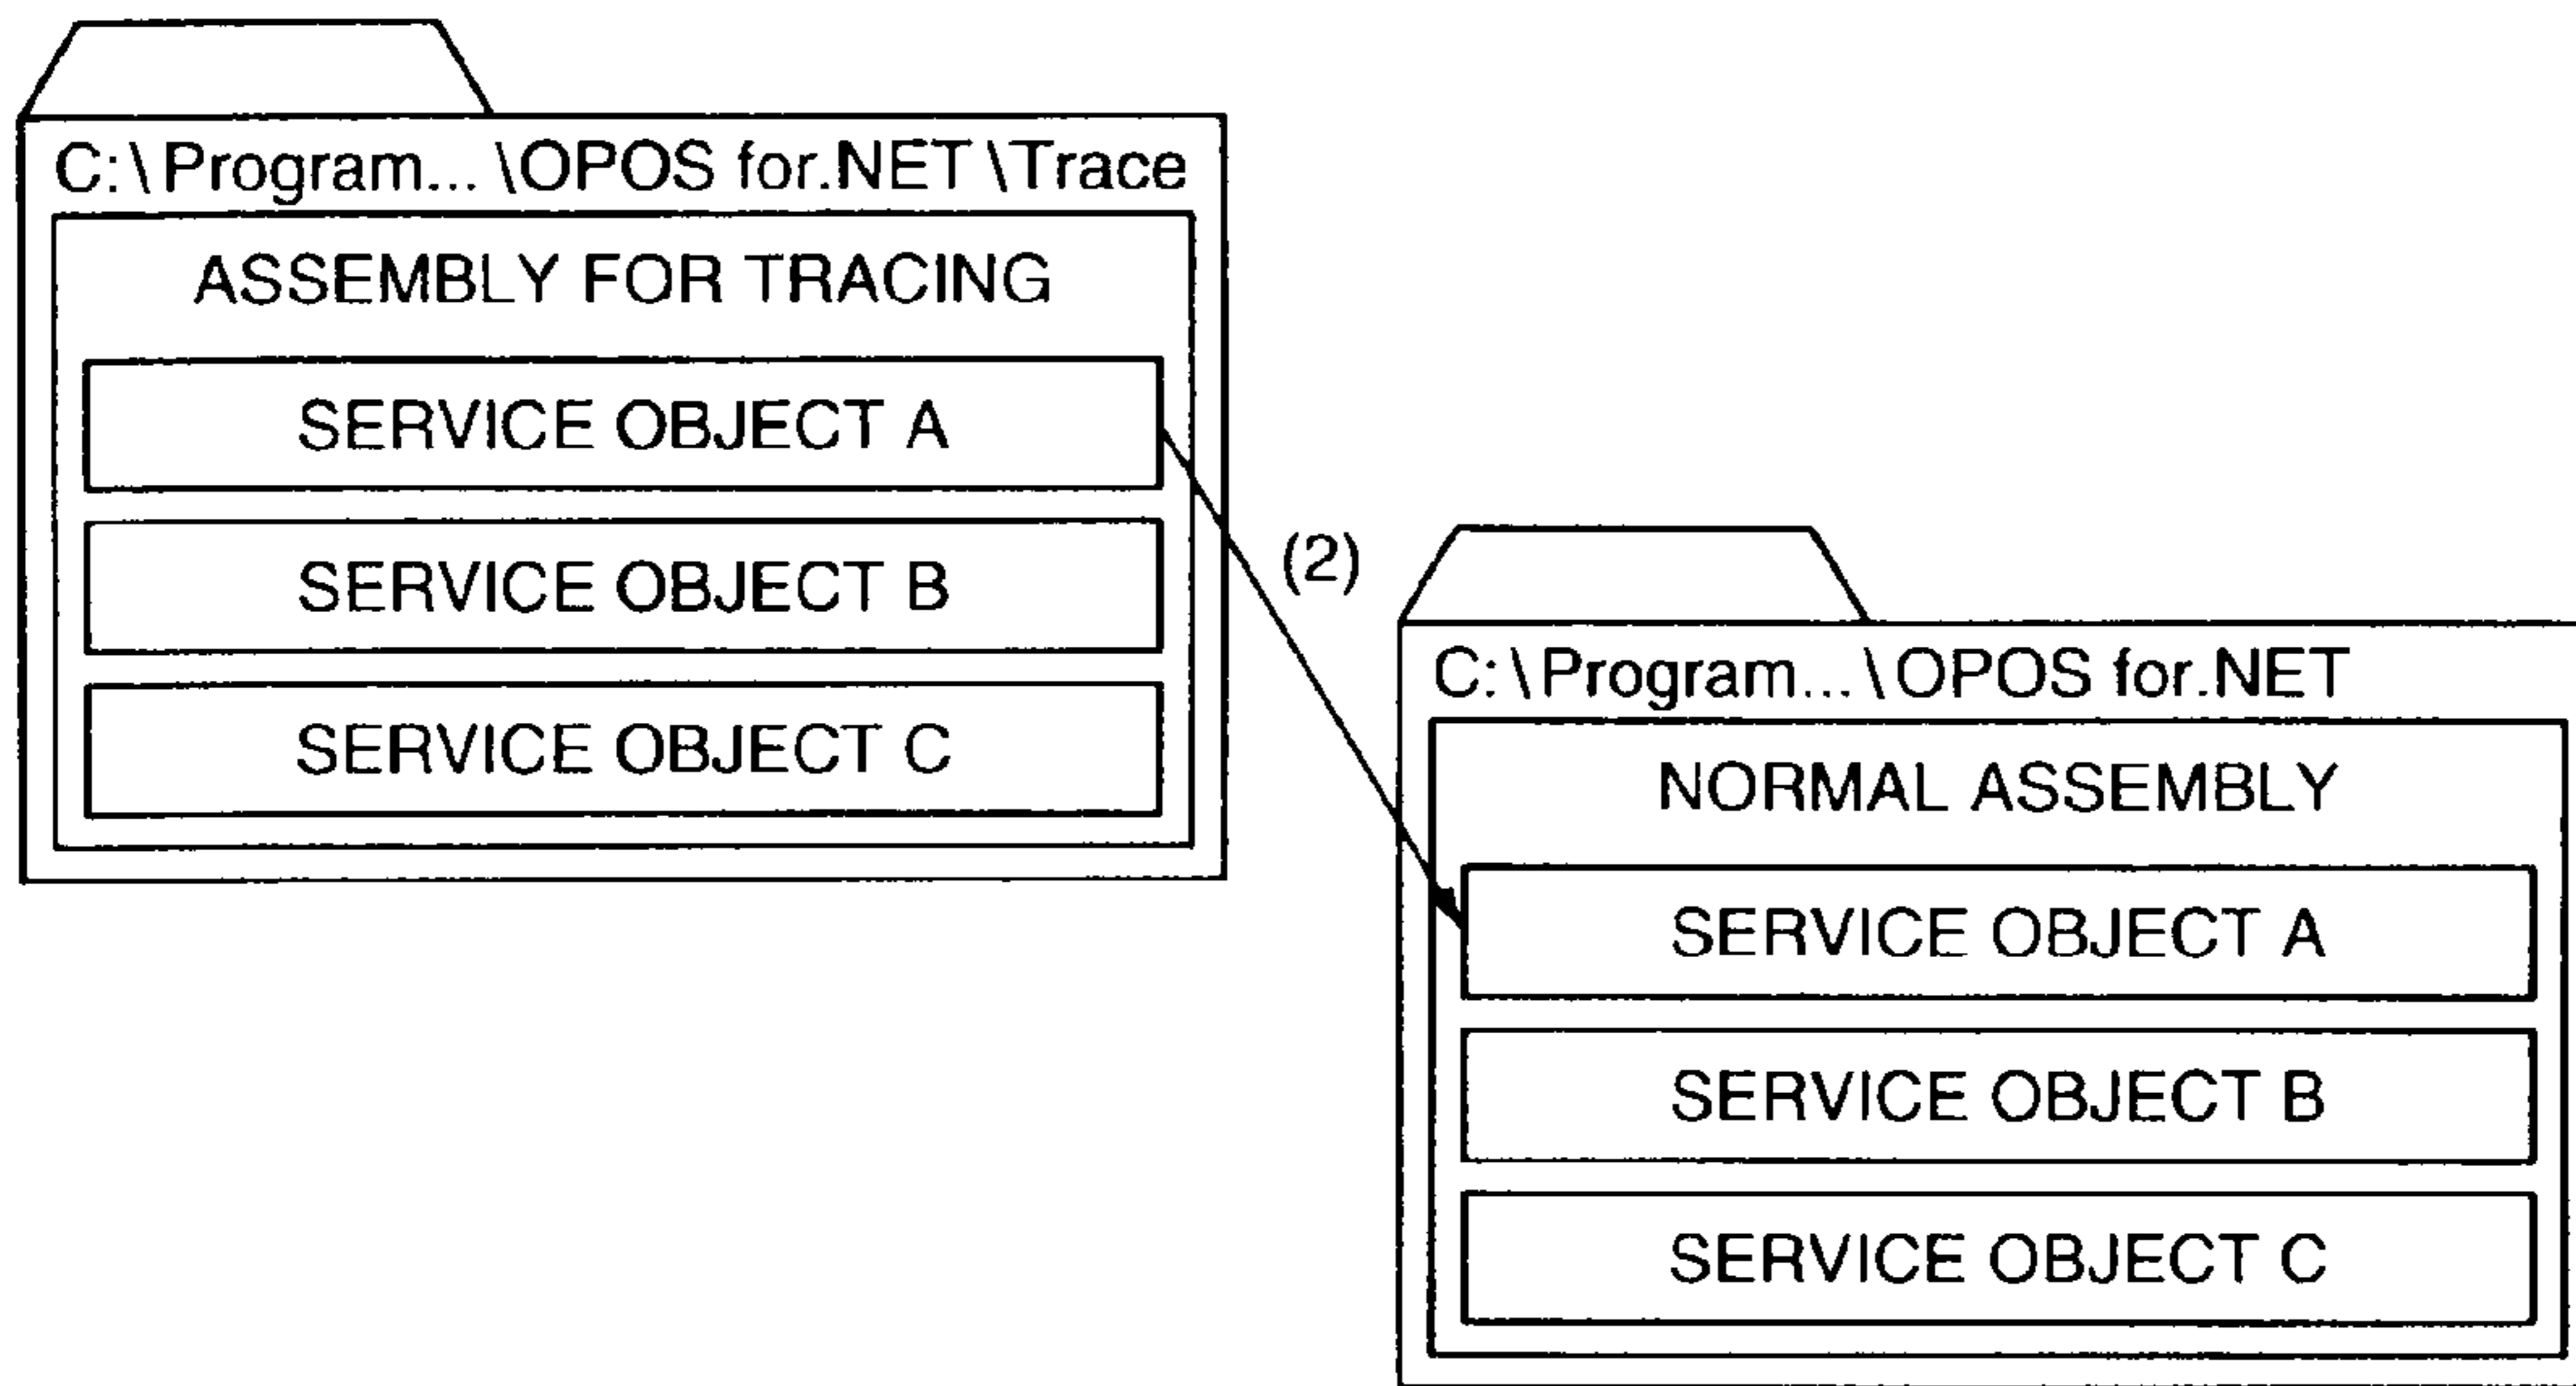 C:\Program... \OPOS for.NET \Trace
ASSEMBLY FOR TRACING
SERVICE OBJECT A
SERVICE OBJECT B
SERVICE OBJECT C
(2)
C:\Program...\OPOS for.NET
NORMAL ASSEMBLY
SERVICE OBJECT A
SERVICE OBJECT B
SERVICE OBJECT C